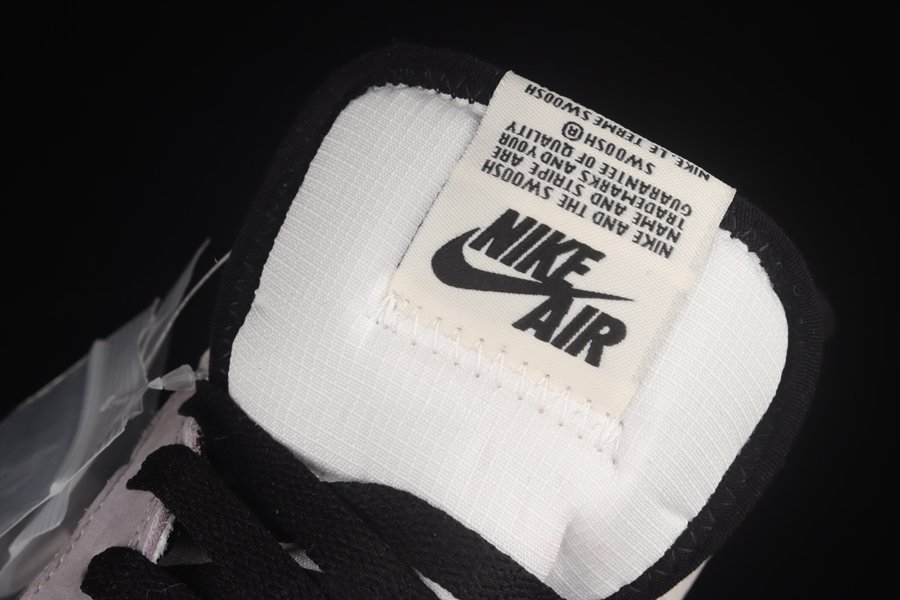 NIKE
AIR
NIKE AND THE SWOOSH
NAME AND STRIPE ARE
TRADEMARKS AND YOUR
GUARANTEE OF QUALITY
SWOOSH ®
NIKE, LE TERME SWOOSH